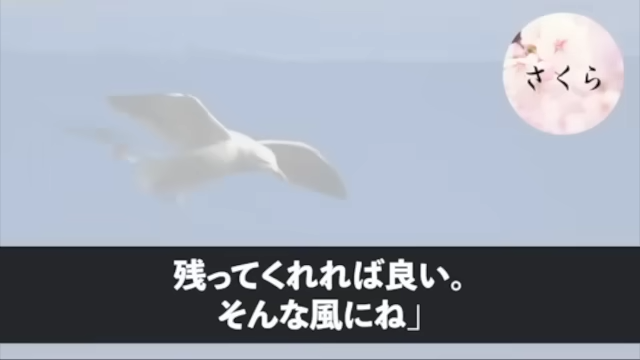 さくら
残ってくれれば良い。
そんな風にね」